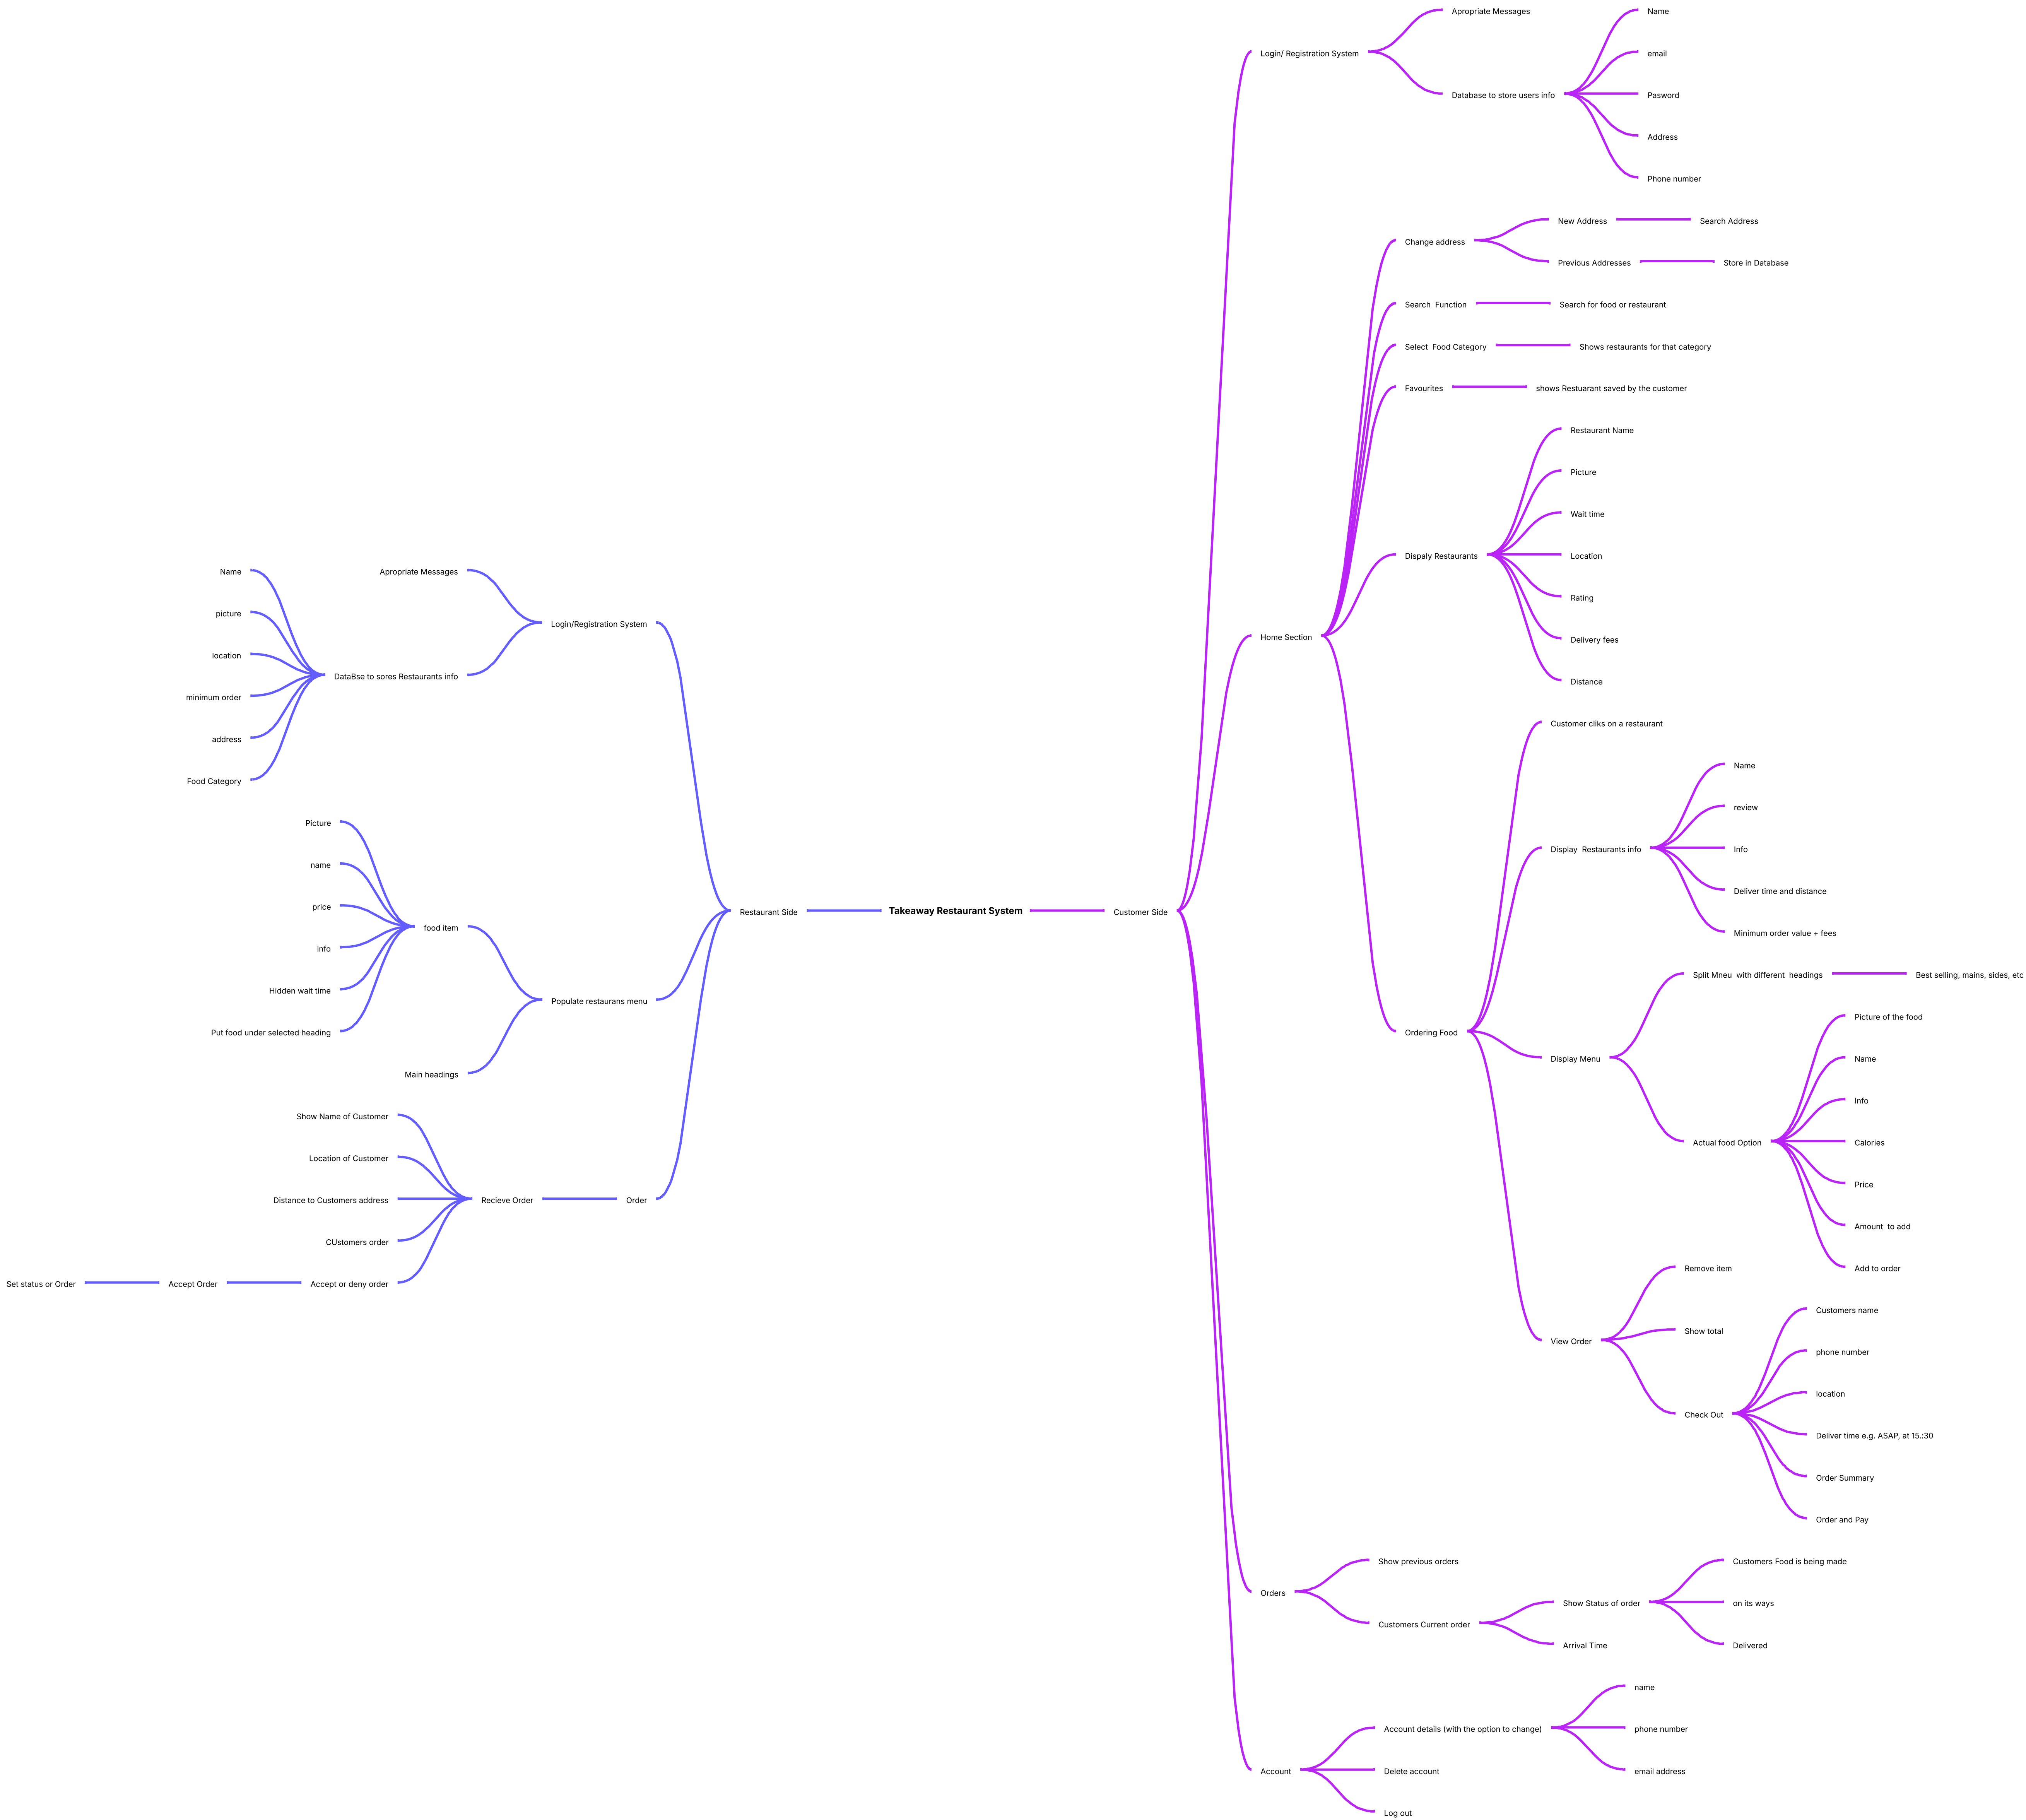 Takeaway Restaurant System
Restaurant Side
Login/Registration System
Apropriate Messages
DataBse to sores Restaurants info
Name
picture
location
minimum order
address
Food Category
Populate restaurans menu
food item
Picture
name
price
info
Hidden wait time
Put food under selected heading
Main headings
Order
Recieve Order
Show Name of Customer
Location of Customer
Distance to Customers address
CUstomers order
Accept or deny order
Accept Order
Set status or Order
Customer Side
Login/ Registration System
Apropriate Messages
Database to store users info
Name
email
Pasword
Address
Phone number
Home Section
Change address
New Address
Search Address
Previous Addresses
Store in Database
Search  Function
Search for food or restaurant
Select  Food Category
Shows restaurants for that category
Favourites
shows Restuarant saved by the customer
Dispaly Restaurants
Restaurant Name
Picture
Wait time
Location
Rating
Delivery fees
Distance
Ordering Food
Customer cliks on a restaurant
Display  Restaurants info
Name
review
Info
Deliver time and distance
Minimum order value + fees
Display Menu
Split Mneu  with different  headings
Best selling, mains, sides, etc
Actual food Option
Picture of the food
Name
Info
Calories
Price
Amount  to add
Add to order
View Order
Remove item
Show total
Check Out
Customers name
phone number
location
Deliver time e.g. ASAP, at 15.:30
Order Summary
Order and Pay
Orders
Show previous orders
Customers Current order
Show Status of order
Customers Food is being made
on its ways
Delivered
Arrival Time
Account
Account details (with the option to change)
name
phone number
email address
Delete account
Log out